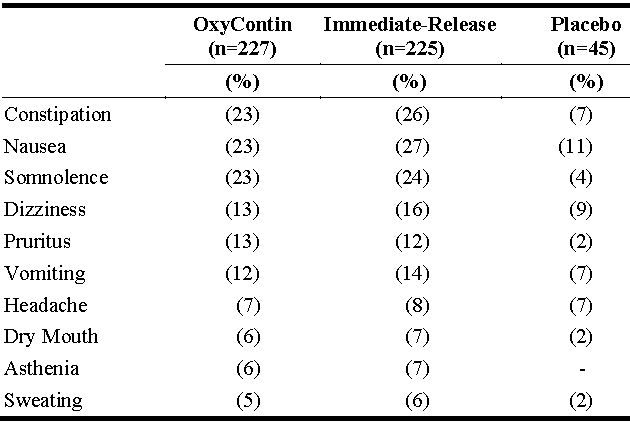 OxyContin Immediate-Release Placebo
(n=227) (n=225) (n=45)
(%) (%) (%)
Constipation (23) (26) (7)
Nausea (23) (27) (11)
Somnolence (23) (24) (4)
Dizziness (13) (16) (9)
Pruritus (13) (12) (2)
Vomiting (12) (14) (7)
Headache (7) (8) (7)
Dry Mouth (6) (7) (2)
Asthenia (6) (7) -
Sweating (5) (6) (2)